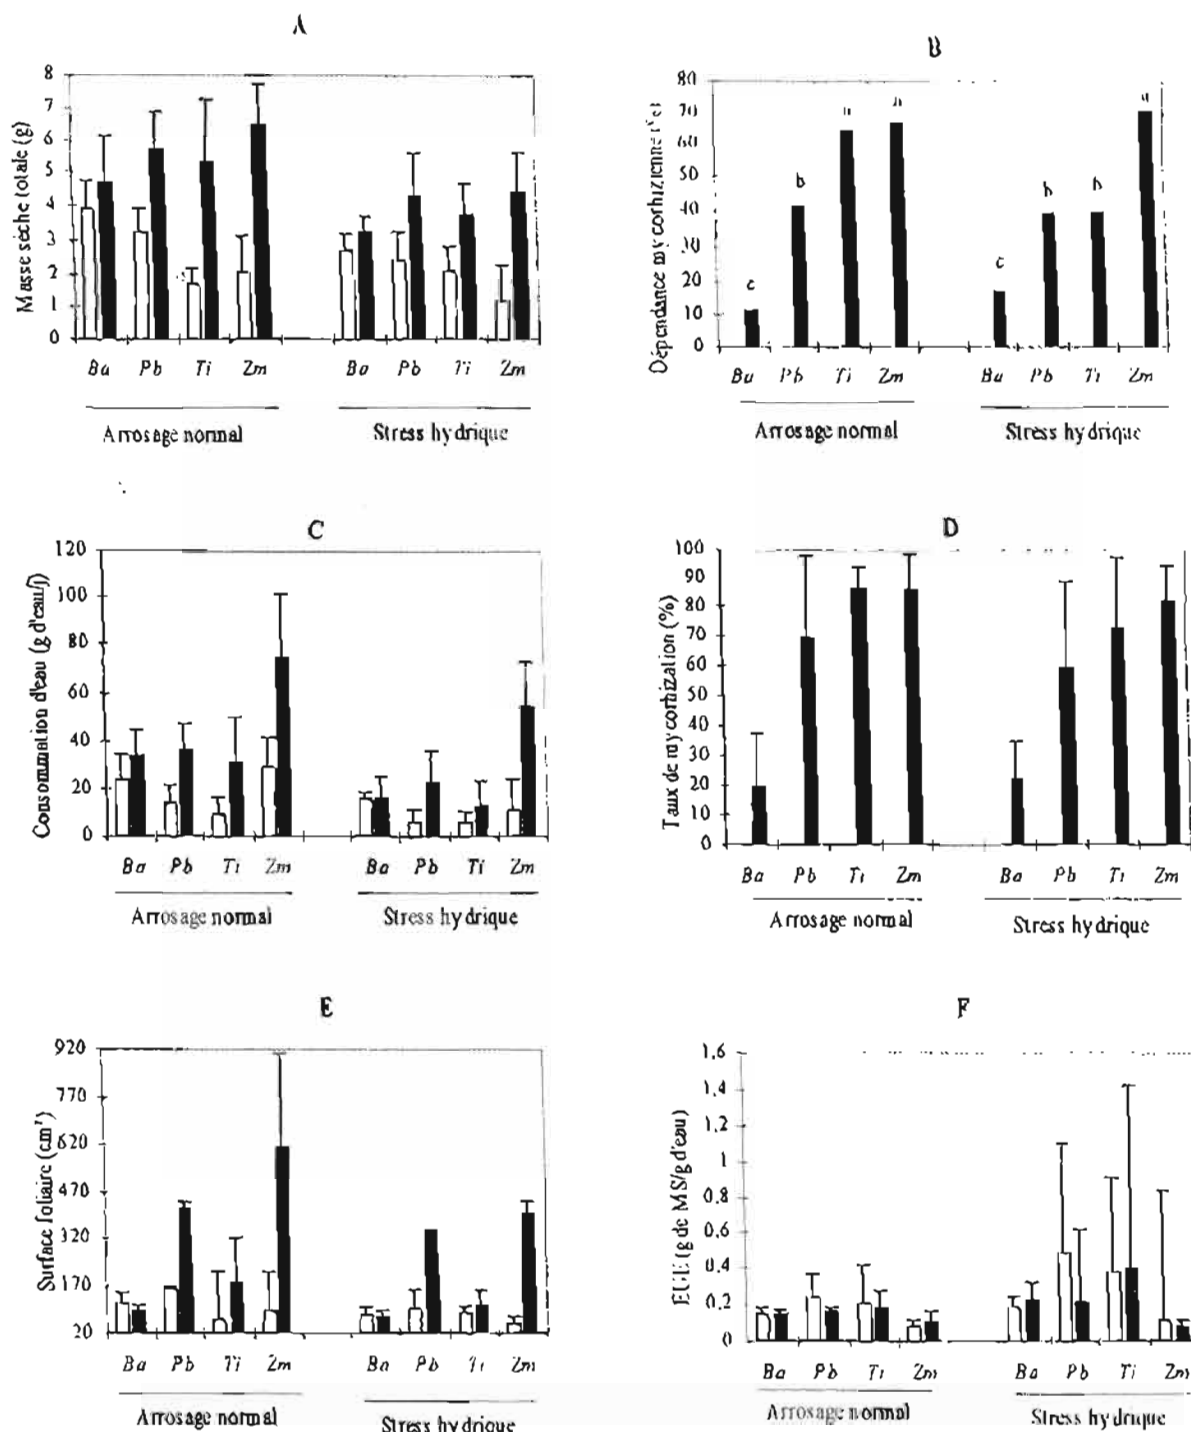 A
Masse sèche totale (g)
8
7
6
5
4
3
2
1
0
Ba Pb Ti Zm Ba Pb Ti Zm
Arrosage normal Stress hydrique
B
Dépendance mycorhizienne
80
70
60
50
40
30
20
10
0
c b a a c b b a
Ba Pb Ti Zm Ba Pb Ti Zm
Arrosage normal Stress hydrique
C
Consommation d'eau (g d'eau/j)
120
100
80
60
40
20
0
Ba Pb Ti Zm Ba Pb Ti Zm
Arrosage normal Stress hydrique
D
Taux de mycorhization (%)
100
90
80
70
60
50
40
30
20
10
0
Ba Pb Ti Zm Ba Pb Ti Zm
Arrosage normal Stress hydrique
E
Surface foliaire (cm²)
920
770
620
470
320
170
20
Ba Pb Ti Zm Ba Pb Ti Zm
Arrosage normal Stress hydrique
F
EUE (g de MS/g d'eau)
1,6
1,4
1,2
1
0,8
0,6
0,4
0,2
0
Ba Pb Ti Zm Ba Pb Ti Zm
Arrosage normal Stress hydrique